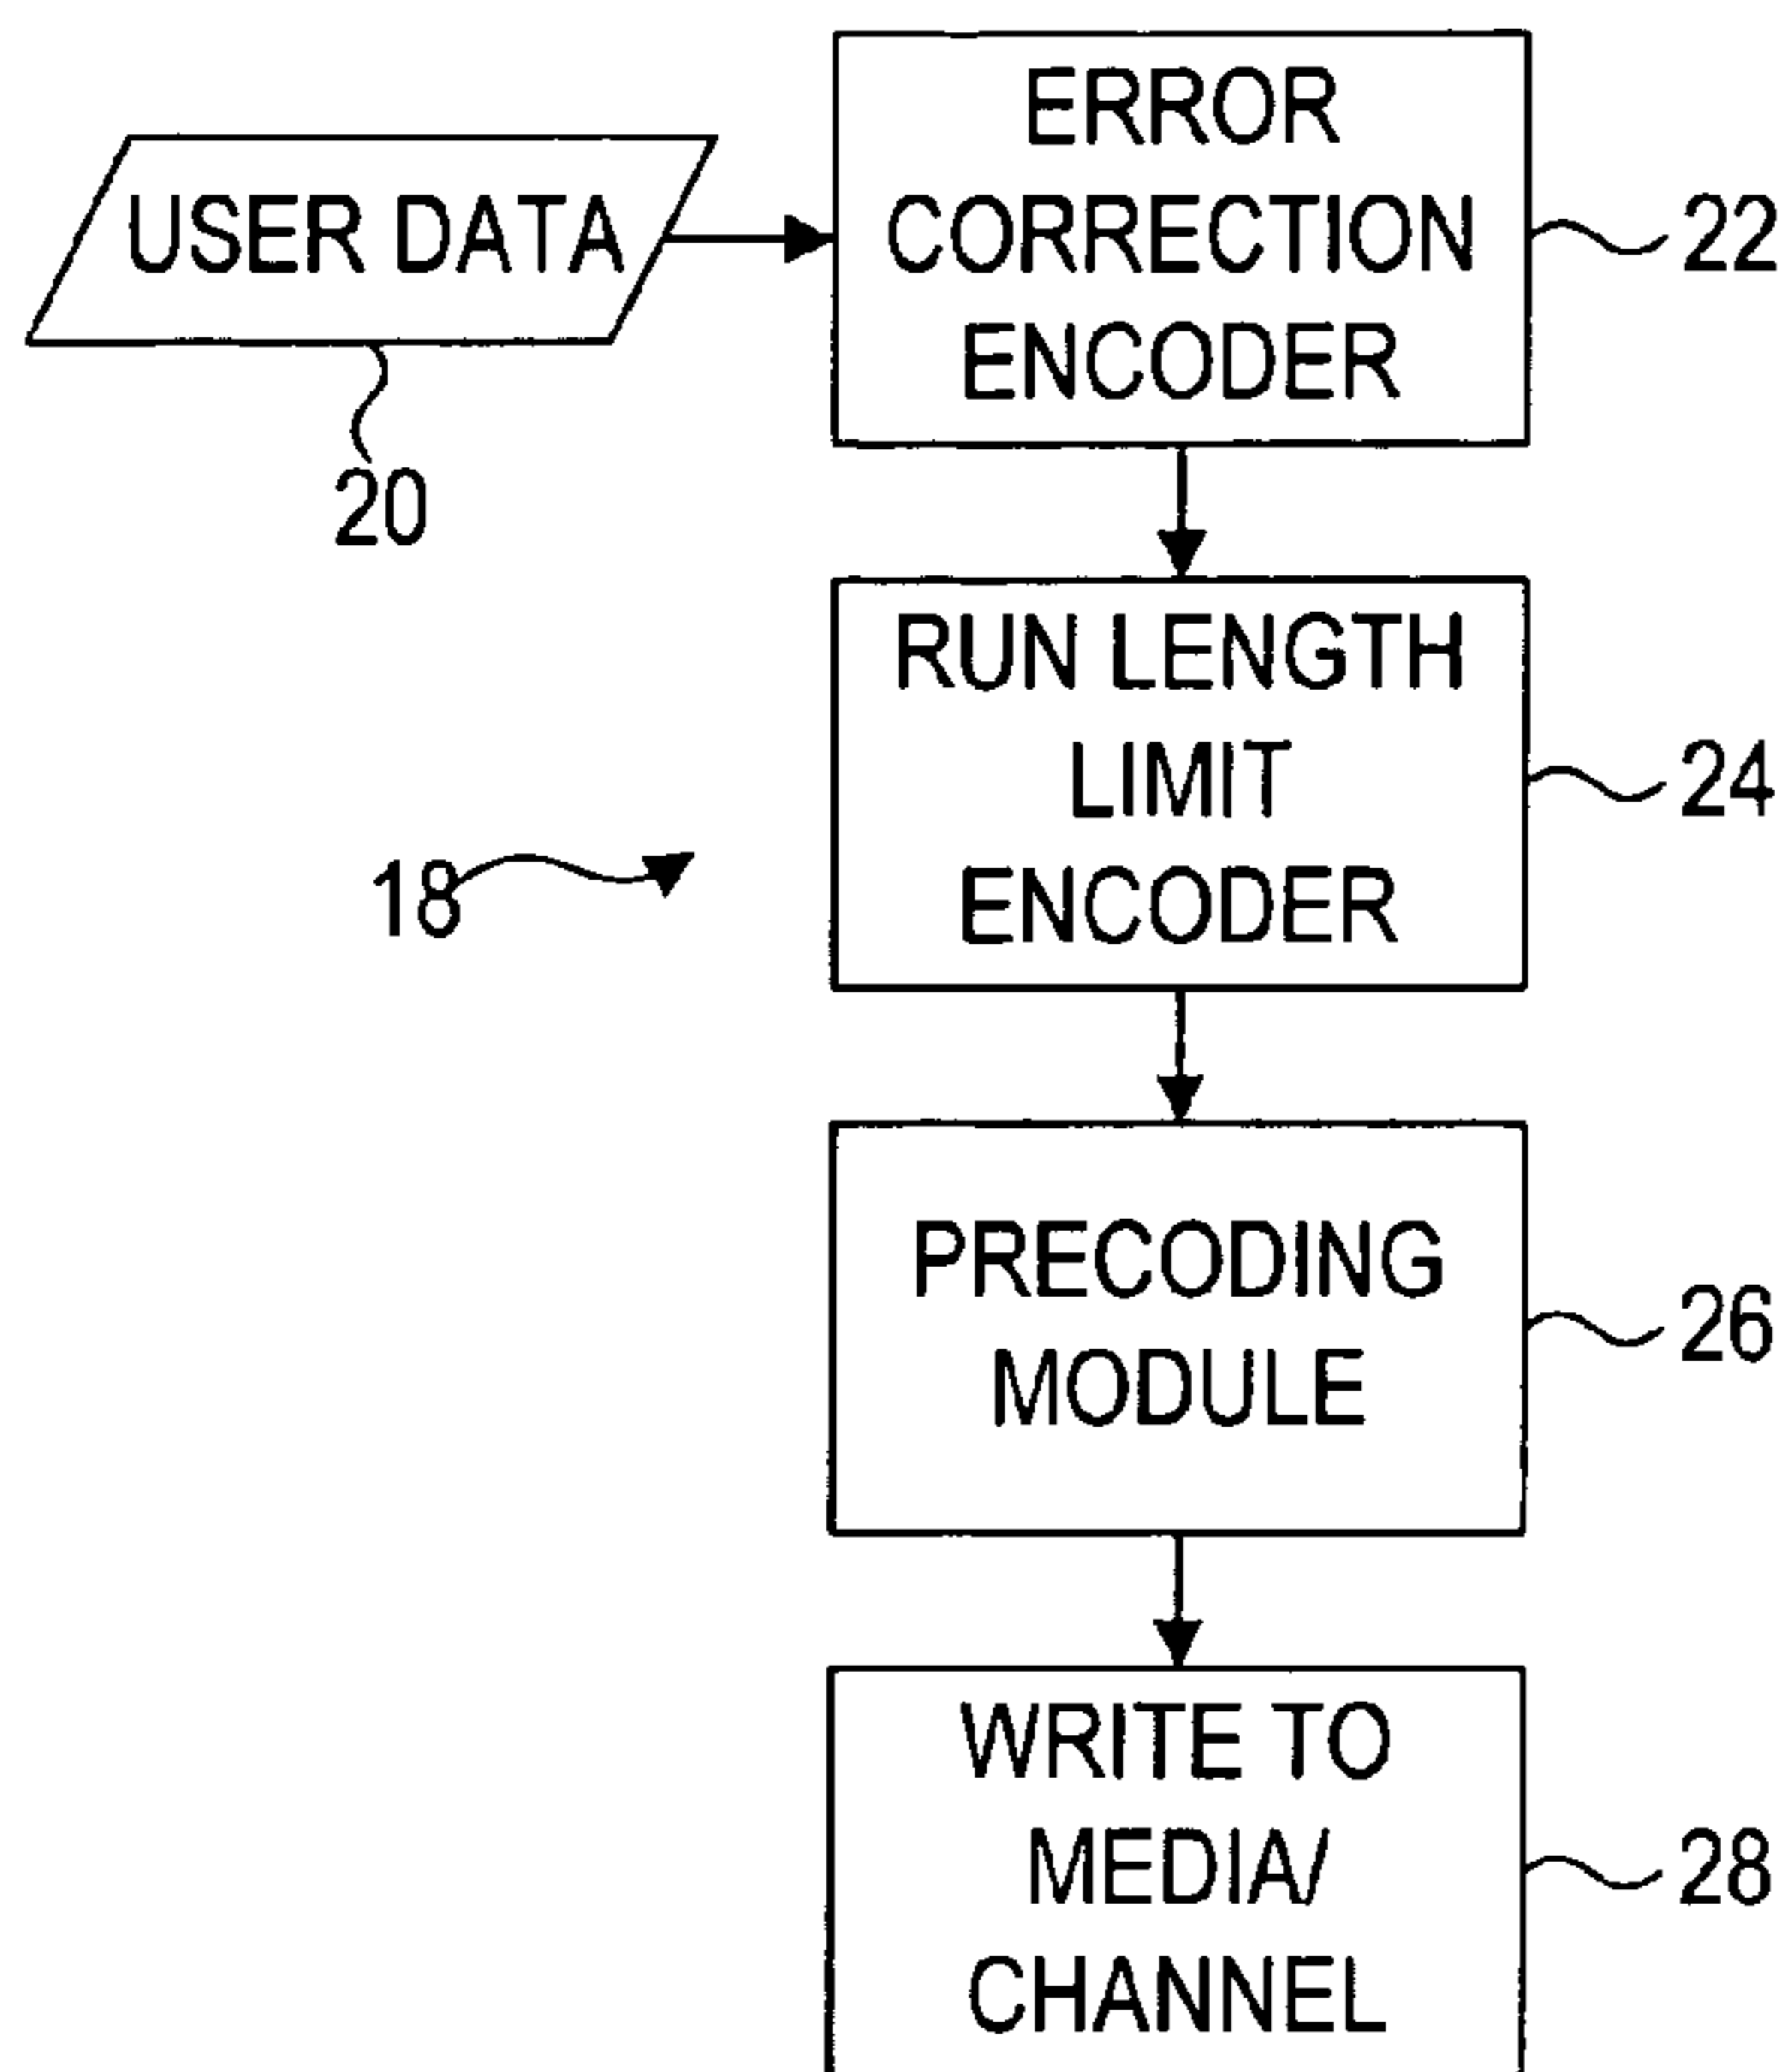 ERROR
CORRECTION
ENCODER
22
USER DATA
20
RUN LENGTH
LIMIT
ENCODER
24
18
PRECODING
MODULE
26
WRITE TO
MEDIA/
CHANNEL
28